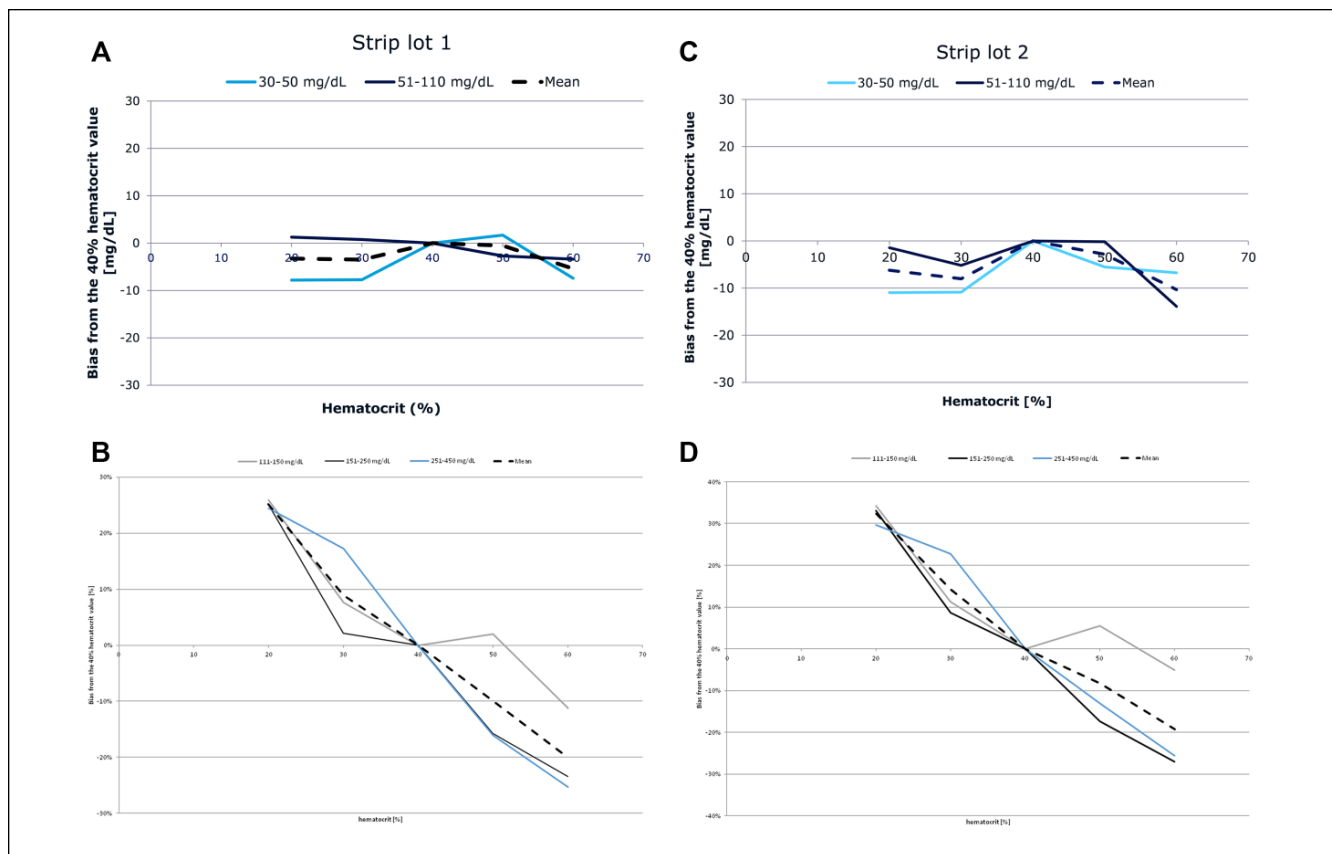 A
Strip lot 1
30-50 mg/dL 51-110 mg/dL Mean
Bias from the 40% hematocrit value
[mg/dL]
30
20
10
0
-10
-20
-30
0 10 20 30 40 50 60 70
Hematocrit (%)
C
Strip lot 2
30-50 mg/dL 51-110 mg/dL Mean
Bias from the 40% hematocrit value
[mg/dL]
30
20
10
0
-10
-20
-30
0 10 20 30 40 50 60 70
Hematocrit [%]
B
111-150 mg/dL 151-250 mg/dL 251-450 mg/dL Mean
Bias from the 40% hematocrit value [%]
30%
20%
10%
0%
-10%
-20%
-30%
0 10 20 30 40 50 60 70
hematocrit [%]
D
111-150 mg/dL 151-250 mg/dL 251-450 mg/dL Mean
Bias from the 40% hematocrit value [%]
40%
30%
20%
10%
0%
-10%
-20%
-30%
-40%
0 10 20 30 40 50 60 70
hematocrit [%]